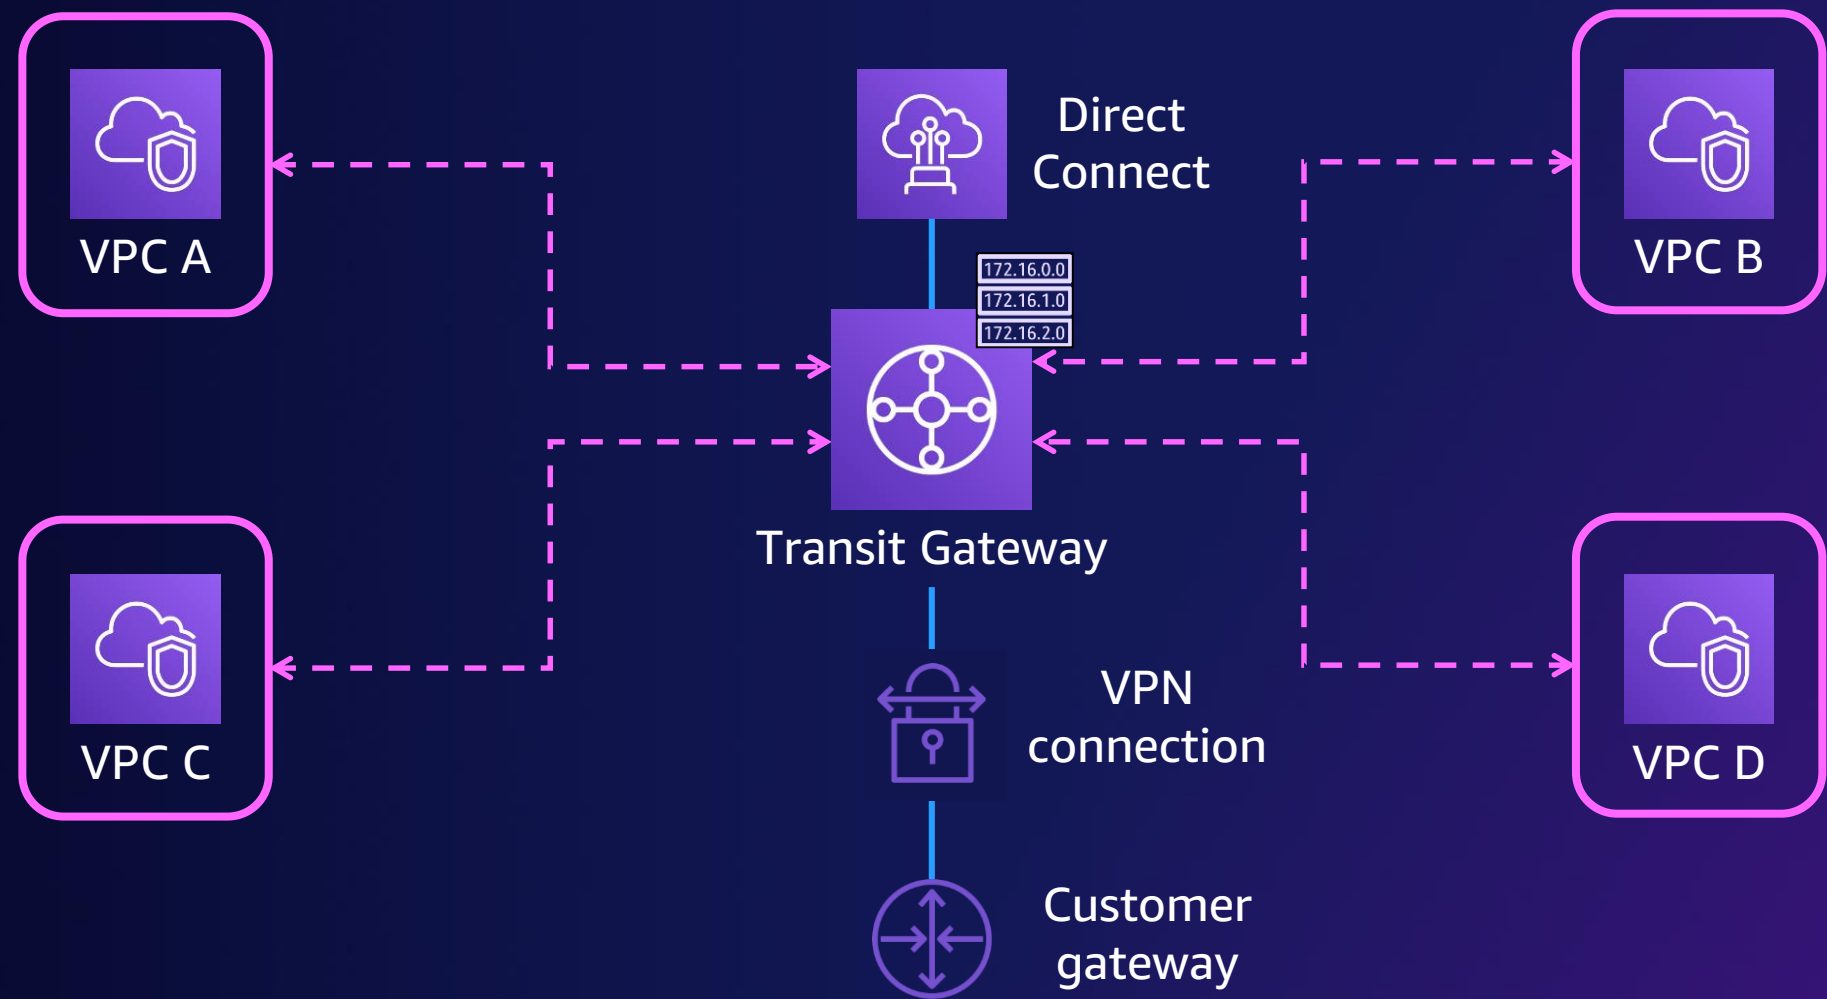 Direct
Connect
VPC A
VPC B
172.16.0.0
172.16.1.0
172.16.2.0
Transit Gateway
VPN
connection
VPC C
VPC D
Customer
gateway